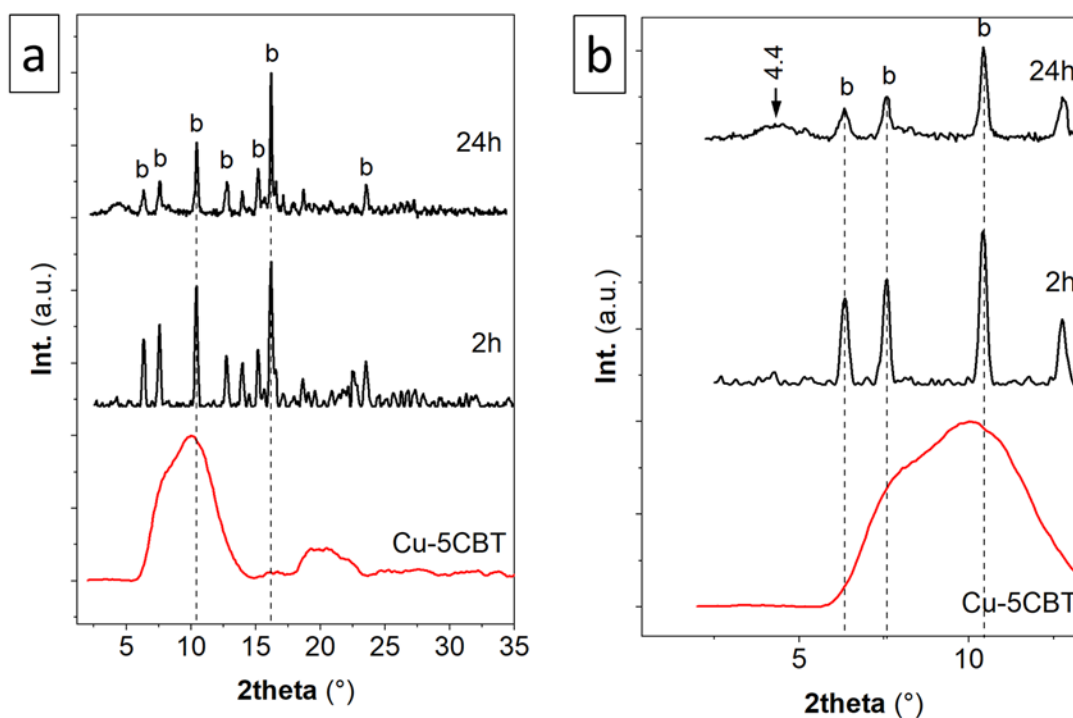 a
b
b b
b
b
b
b
b
24h
2h
Cu-5CBT
Int. (a.u.)
5 10 15 20 25 30 35
2theta (°)
b
4.4
b
b
b
24h
2h
Cu-5CBT
Int. (a.u.)
5 10
2theta (°)